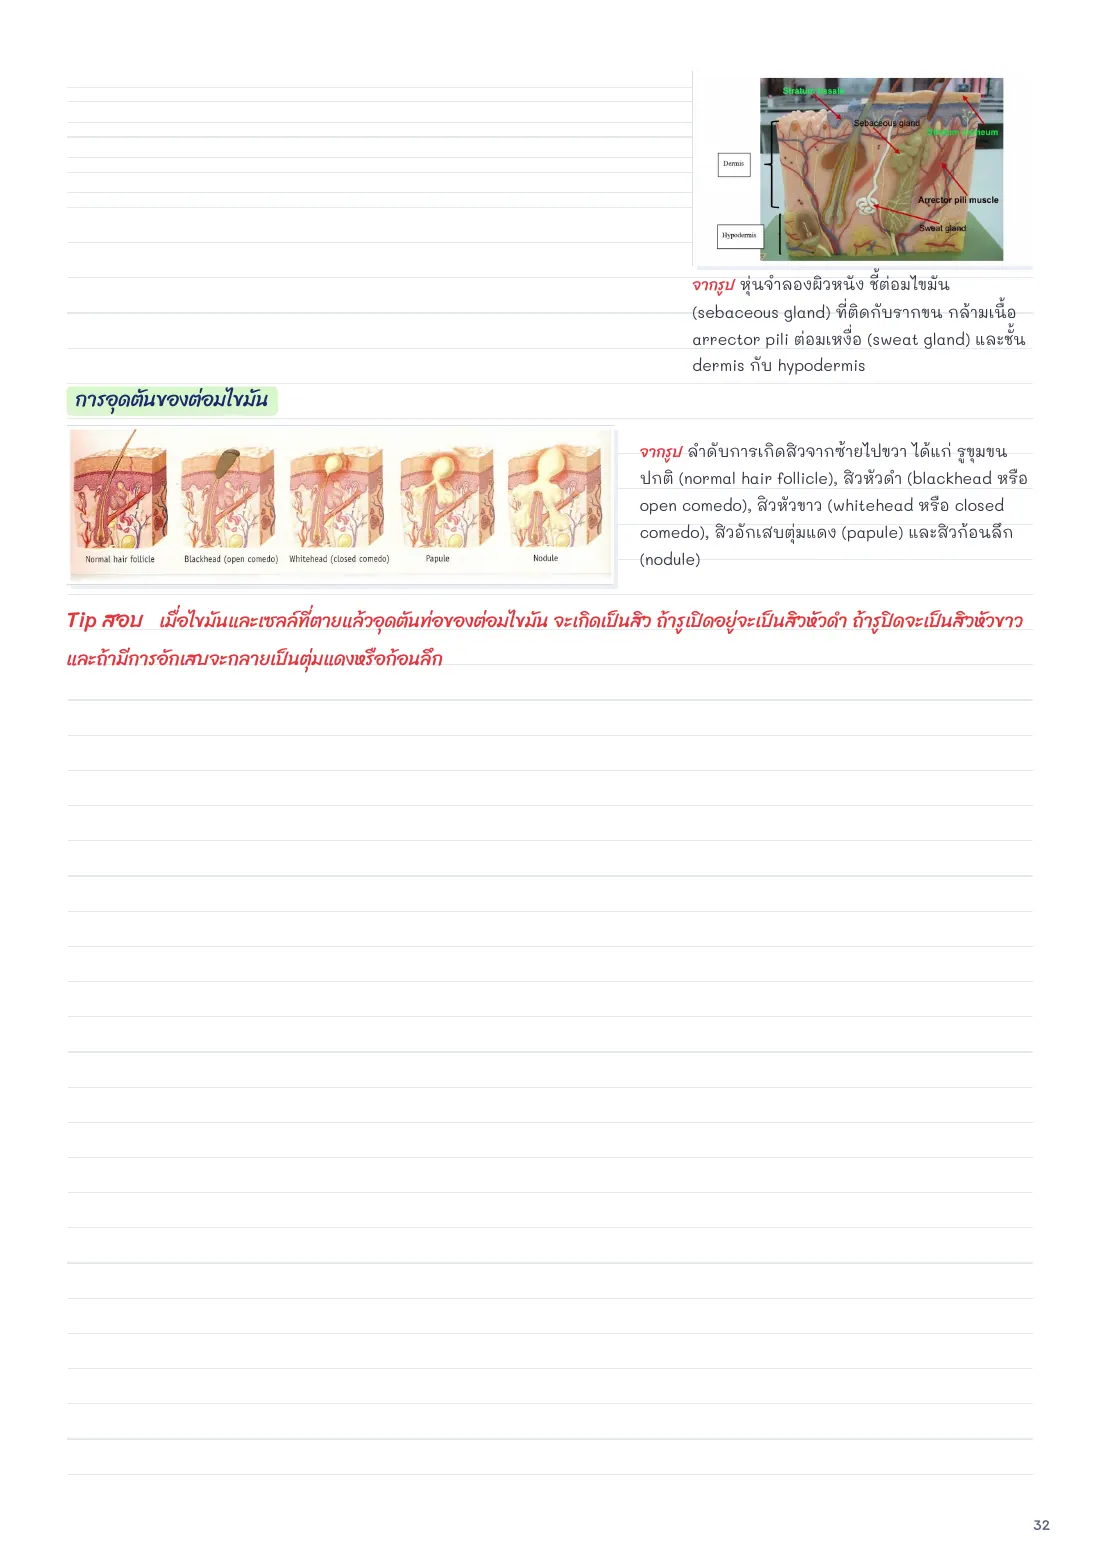 Stratum basale
Sebaceous gland
Stratum corneum
Dermis
Arrector pili muscle
Sweat gland
Hypodermis
จากรูป หุ่นจำลองผิวหนัง ชี้ต่อมไขมัน
(sebaceous gland) ที่ติดกับรากขน กล้ามเนื้อ
arrector pili ต่อมเหงื่อ (sweat gland) และชั้น
dermis กับ hypodermis
การอุดตันของต่อมไขมัน
Normal hair follicle
Blackhead (open comedo)
Whitehead (closed comedo)
Papule
Nodule
จากรูป ลำดับการเกิดสิวจากซ้ายไปขวา ได้แก่ รูขุมขน
ปกติ (normal hair follicle), สิวหัวดำ (blackhead หรือ
open comedo), สิวหัวขาว (whitehead หรือ closed
comedo), สิวอักเสบตุ่มแดง (papule) และสิวก้อนลึก
(nodule)
Tip สอบ เมื่อไขมันและเซลล์ที่ตายแล้วอุดตันท่อของต่อมไขมัน จะเกิดเป็นสิว ถ้ารูเปิดอยู่จะเป็นสิวหัวดำ ถ้ารูปิดจะเป็นสิวหัวขาว
และถ้ามีการอักเสบจะกลายเป็นตุ่มแดงหรือก้อนลึก
32